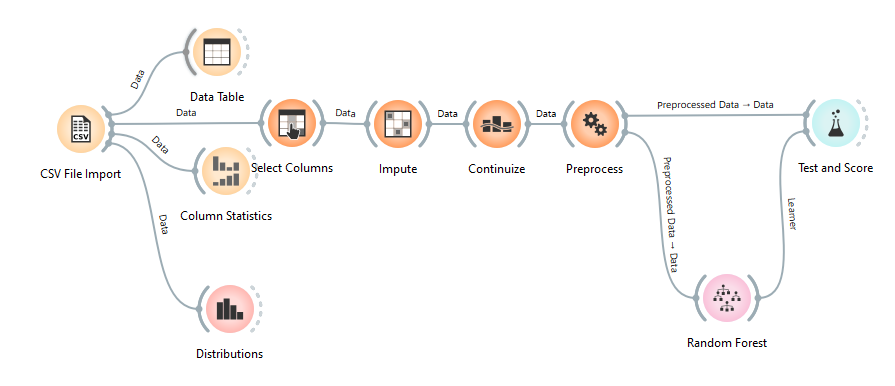 Data
Data Table
Data
CSV
CSV File Import
Data
Column Statistics
Data
Distributions
Select Columns
Data
Impute
Data
Continuize
Data
Preprocess
Preprocessed Data → Data
Test and Score
Preprocessed Data → Data
Learner
Random Forest